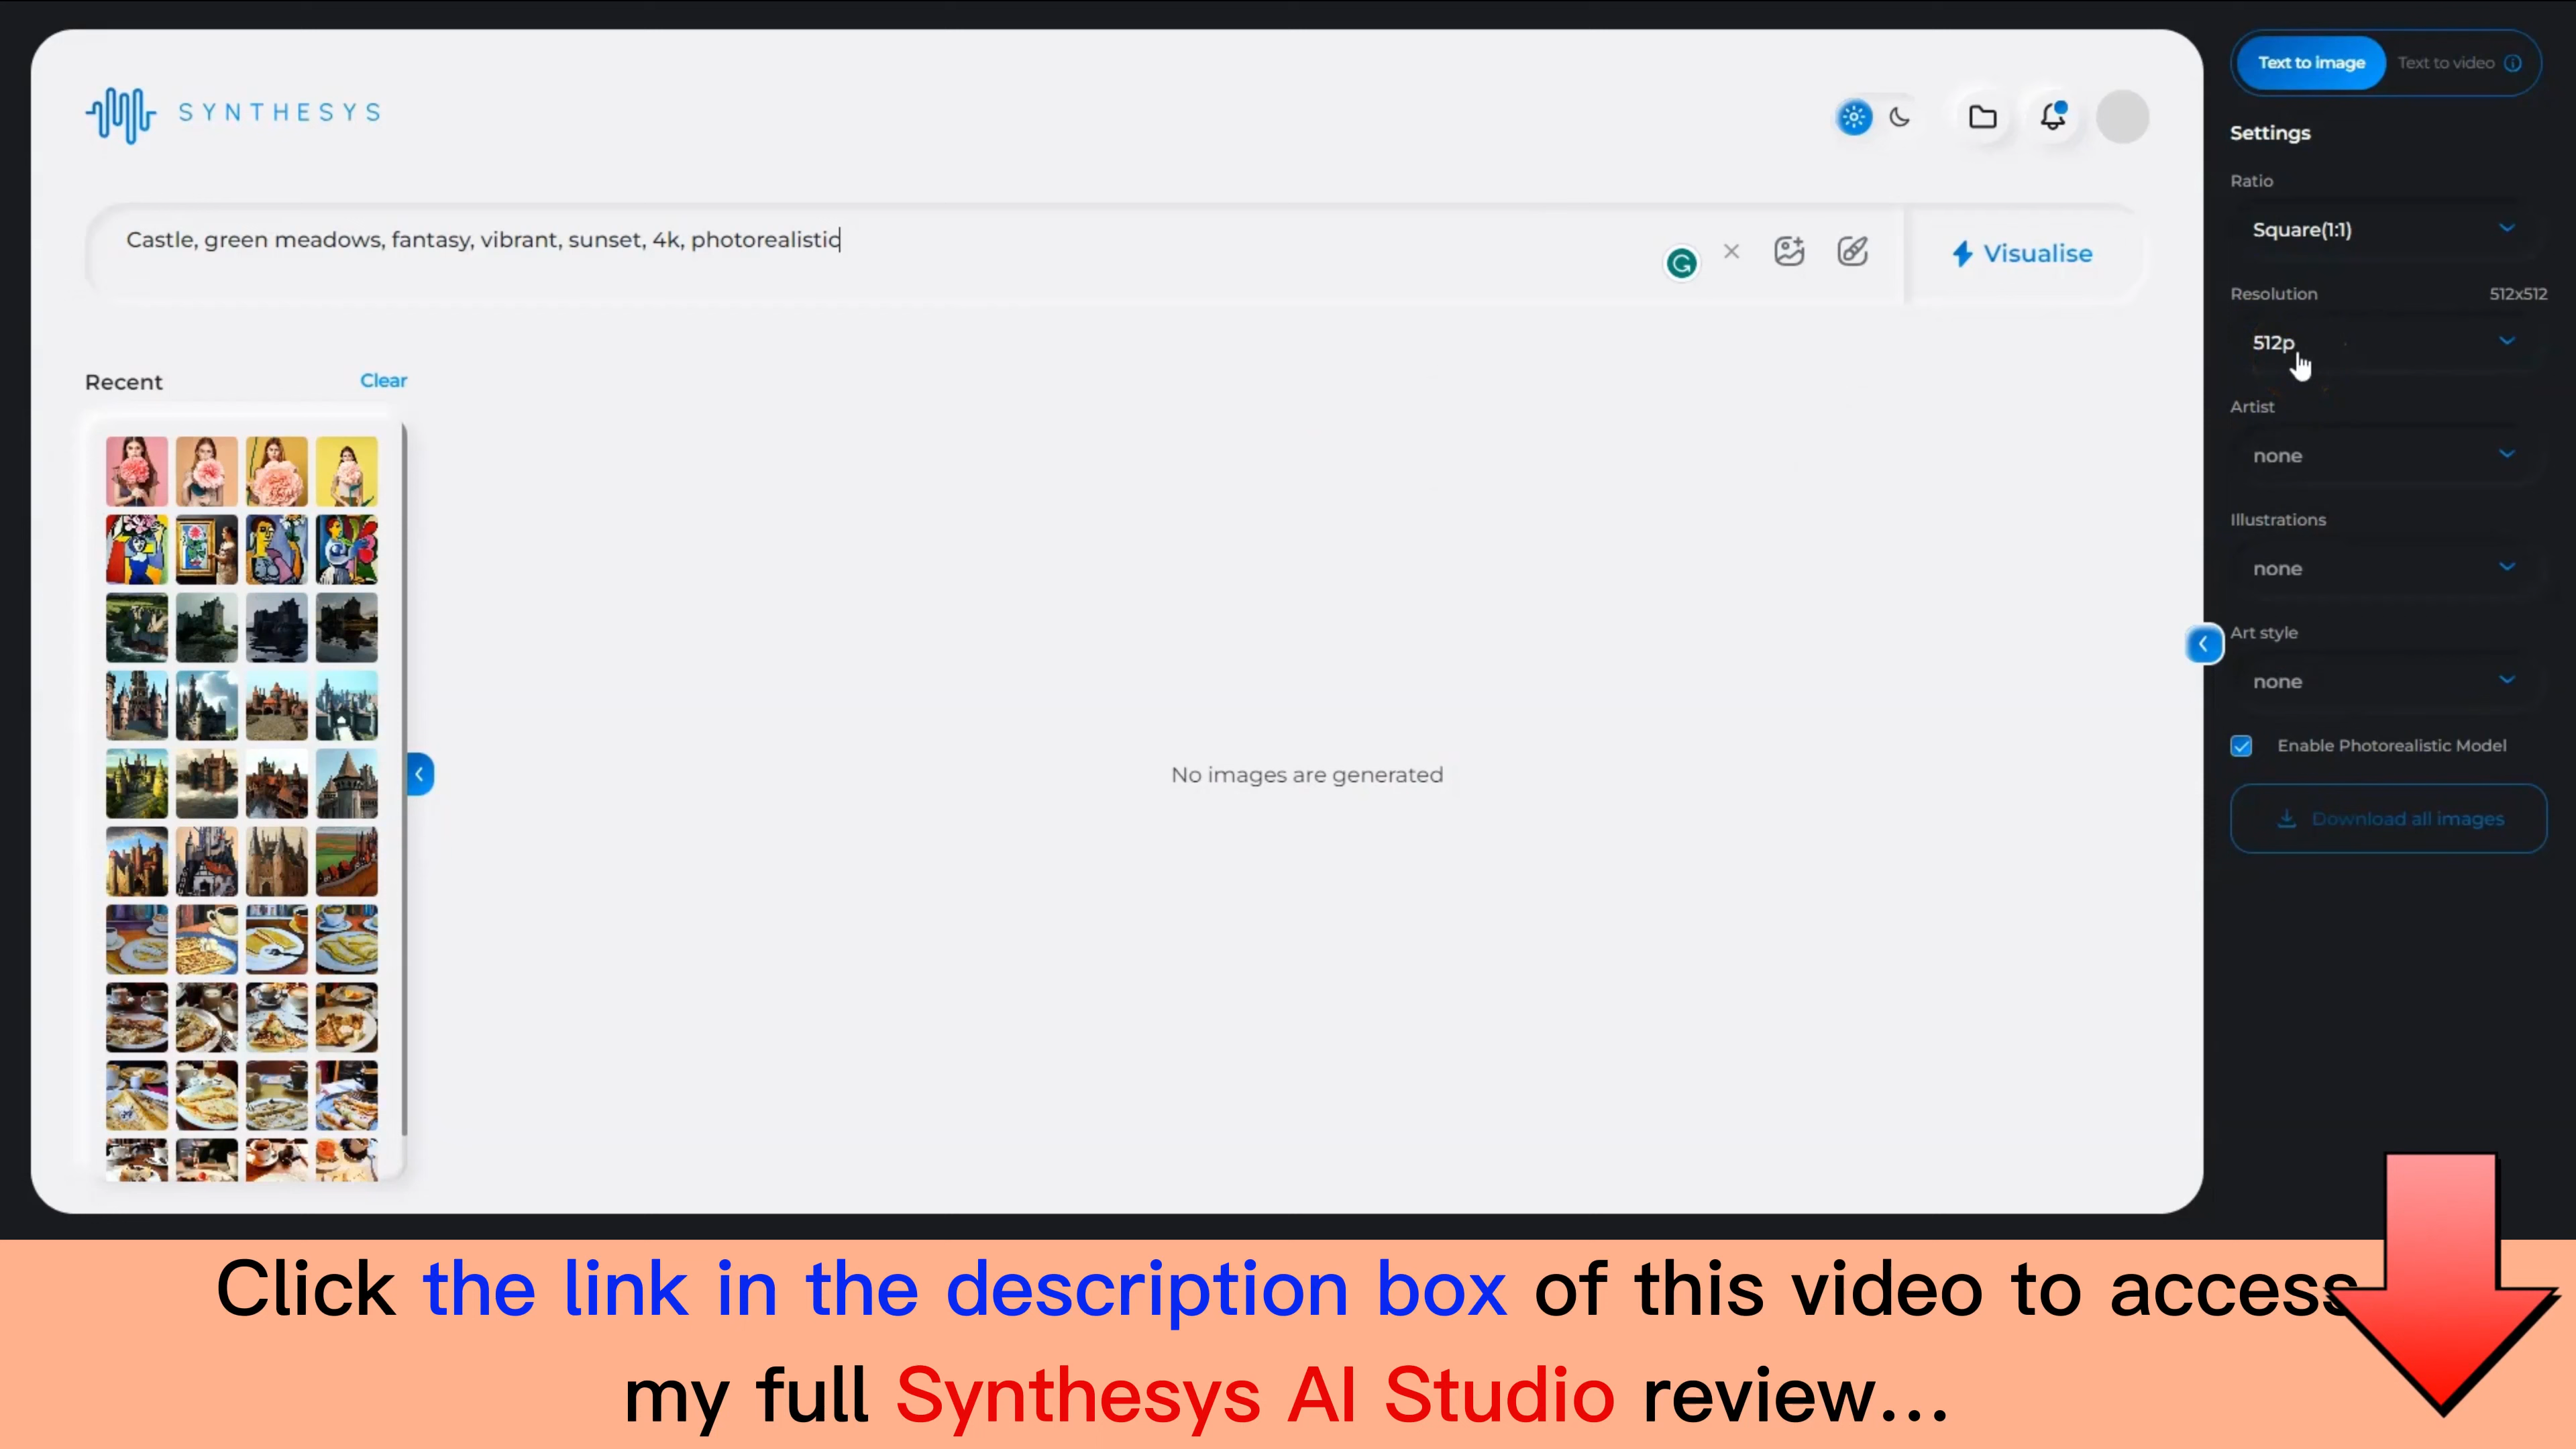 SYNTHESYS
Castle, green meadows, fantasy, vibrant, sunset, 4k, photorealistic
Visualise
Recent
Clear
No images are generated
Text to image
Text to video
Settings
Ratio
Square(1:1)
Resolution
512x512
512p
Artist
none
Illustrations
none
Art style
none
Enable Photorealistic Model
Download all images
Click the link in the description box of this video to access
my full Synthesys AI Studio review...